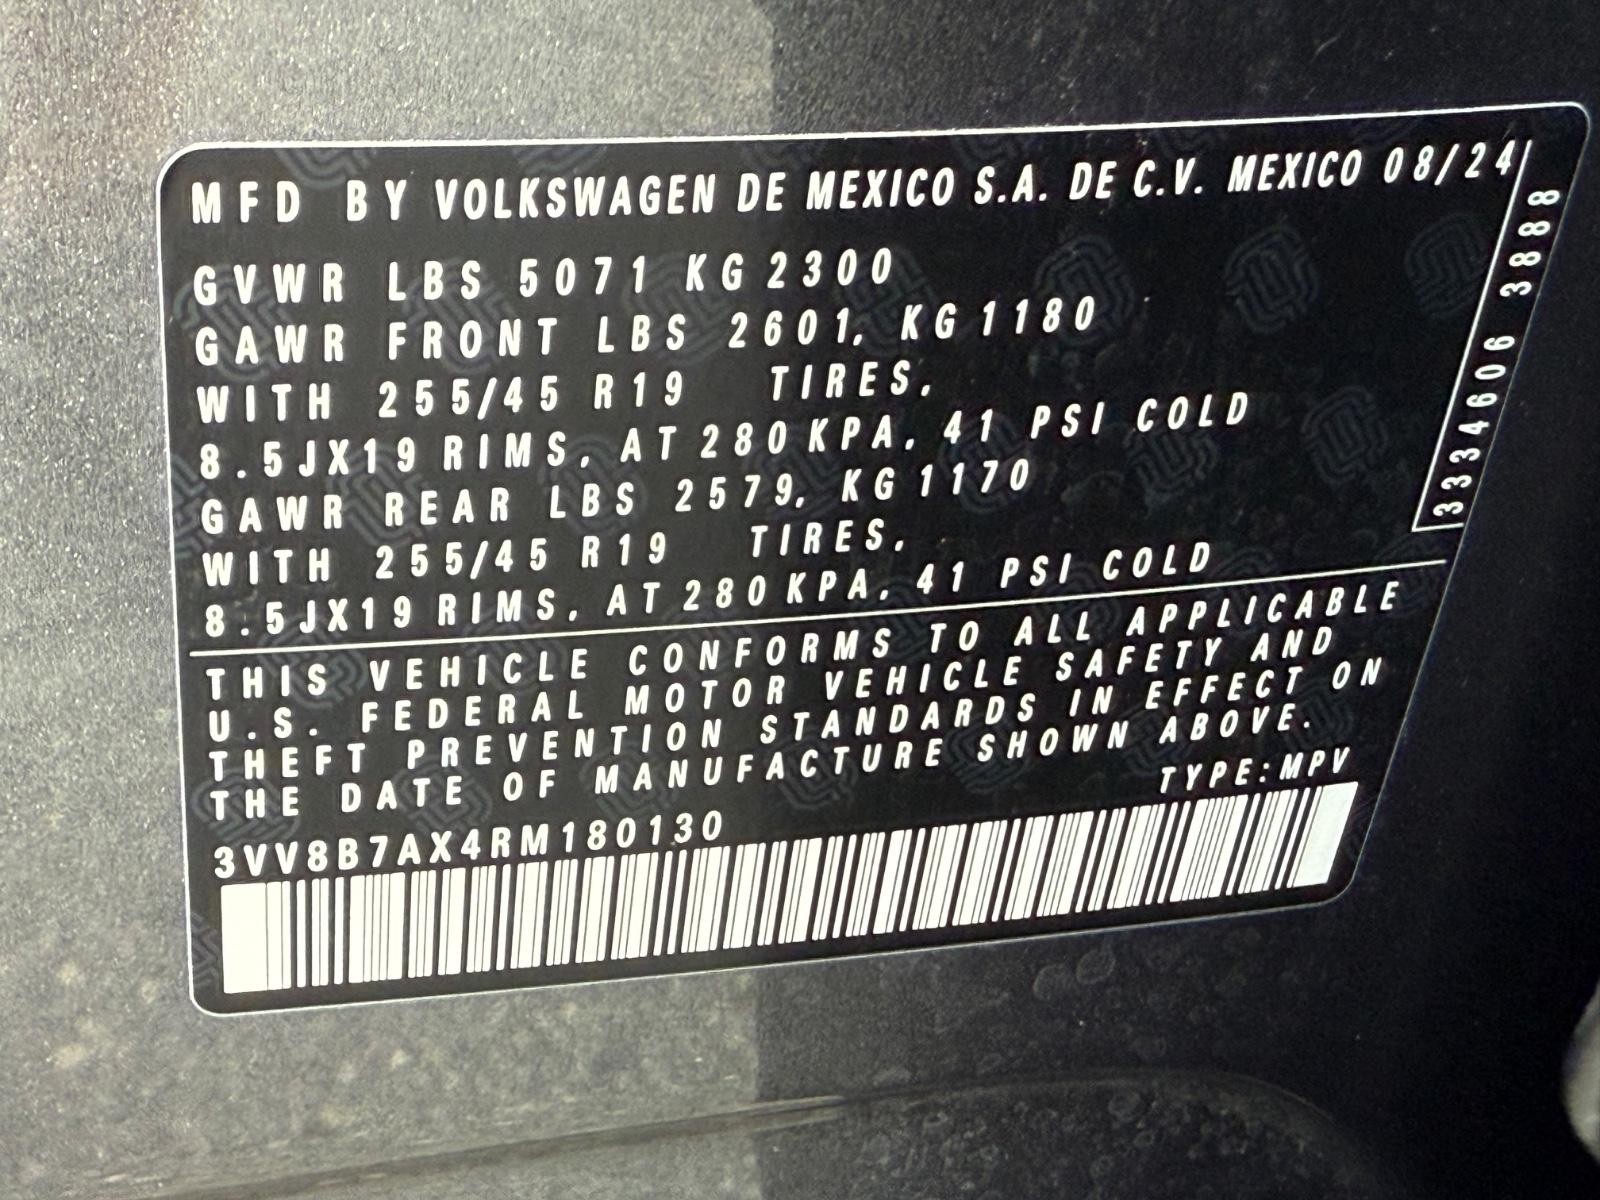 MFD BY VOLKSWAGEN DE MEXICO S.A. DE C.V. MEXICO 08/24
GVWR LBS 5071 KG 2300
GAWR FRONT LBS 2601, KG 1180
WITH 255/45 R19 TIRES,
8.5JX19 RIMS, AT 280 KPA, 41 PSI COLD
GAWR REAR LBS 2579, KG 1170
WITH 255/45 R19 TIRES,
8.5JX19 RIMS, AT 280 KPA, 41 PSI COLD
3334606 3888
THIS VEHICLE CONFORMS TO ALL APPLICABLE
U.S. FEDERAL MOTOR VEHICLE SAFETY AND
THEFT PREVENTION STANDARDS IN EFFECT ON
THE DATE OF MANUFACTURE SHOWN ABOVE.
TYPE:MPV
3VV8B7AX4RM180130